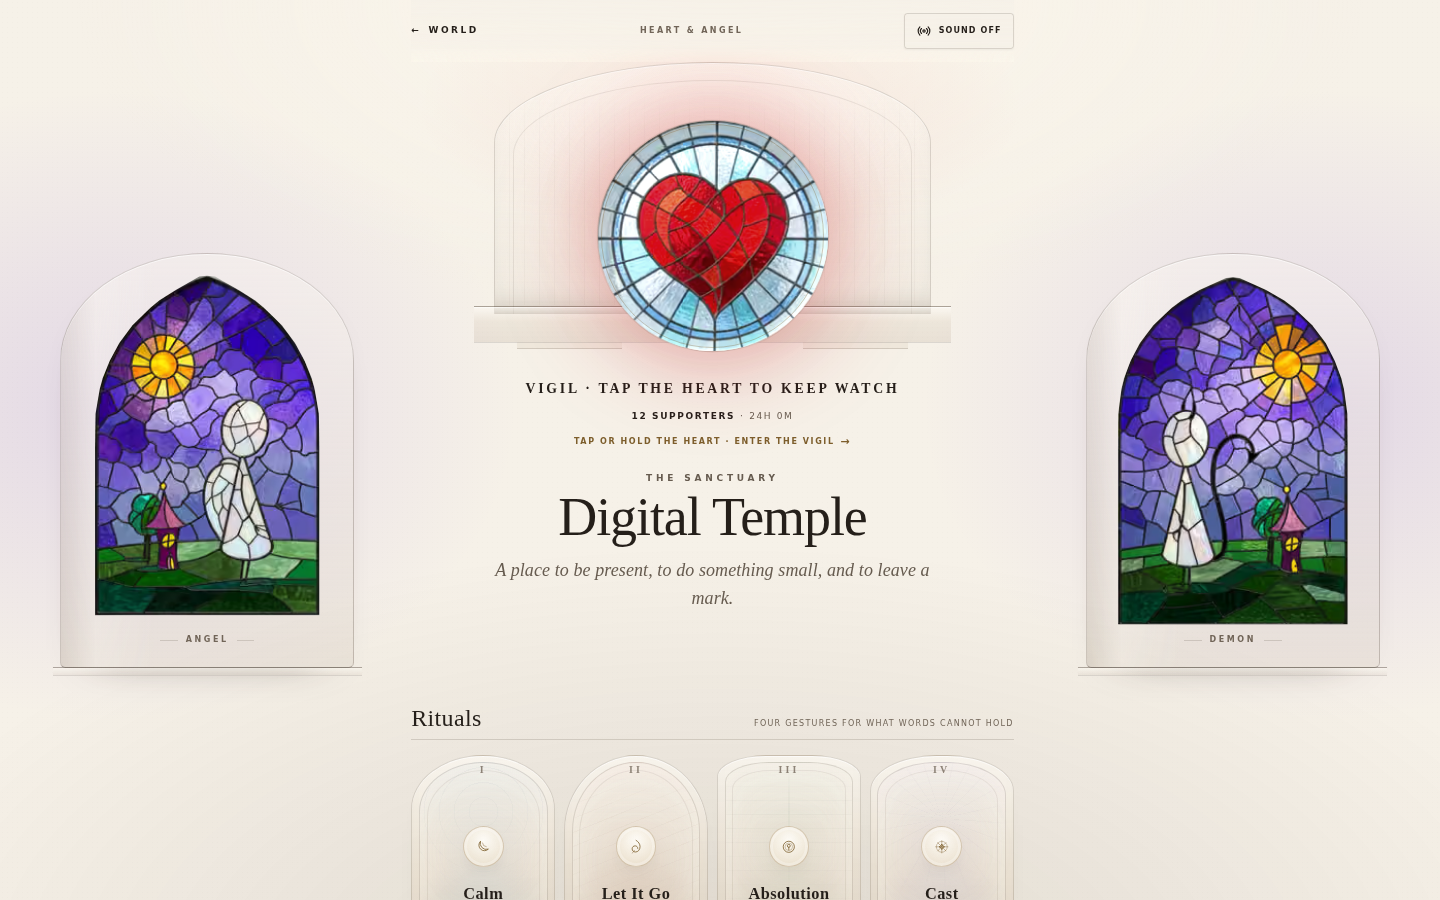 ← WORLD
HEART & ANGEL
SOUND OFF
VIGIL · TAP THE HEART TO KEEP WATCH
12 SUPPORTERS · 24H 0M
TAP OR HOLD THE HEART · ENTER THE VIGIL →
THE SANCTUARY
Digital Temple
A place to be present, to do something small, and to leave a
mark.
ANGEL
DEMON
Rituals
FOUR GESTURES FOR WHAT WORDS CANNOT HOLD
I
II
III
IV
Calm
Let It Go
Absolution
Cast